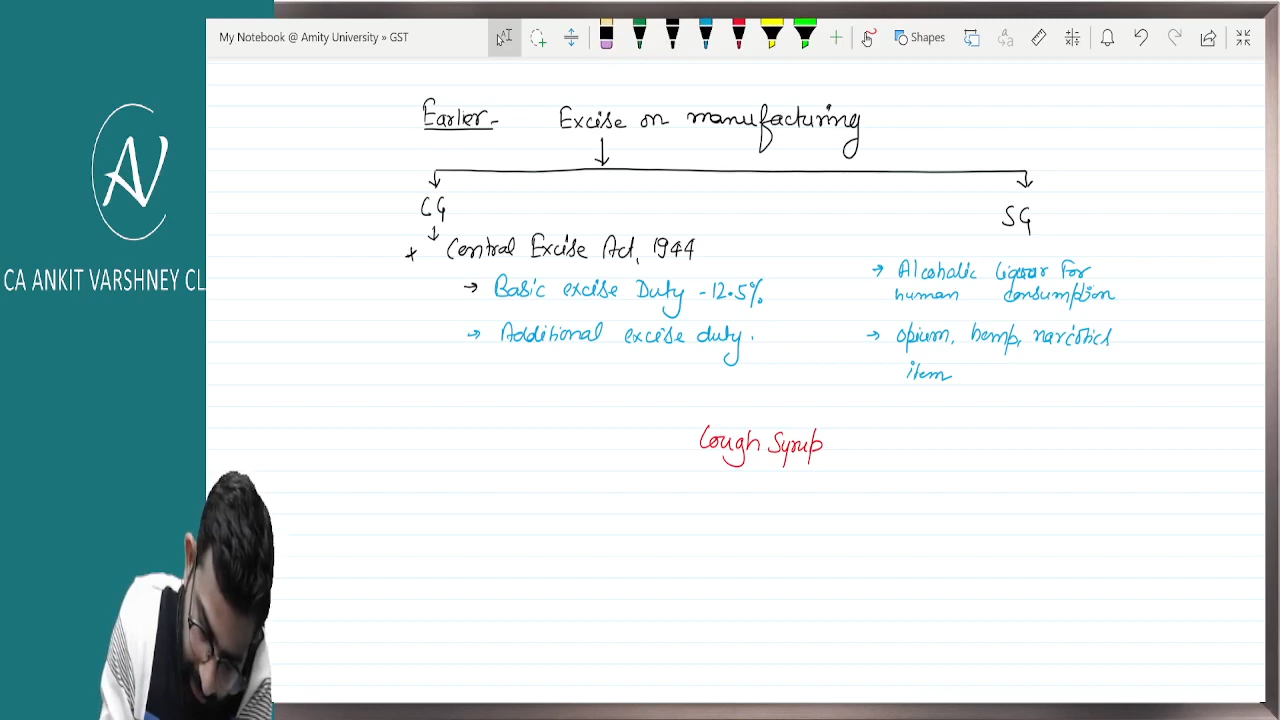 My Notebook @ Amity University » GST
Shapes
AV
CA ANKIT VARSHNEY CL
Earlier- Excise on manufacturing
CG
SG
* Central Excise Act, 1944
→ Basic excise Duty - 12.5%
→ Additional excise duty.
→ Alcoholic liquor For
human consumption
→ opium, hemp, narcotics
item
Cough Syrup